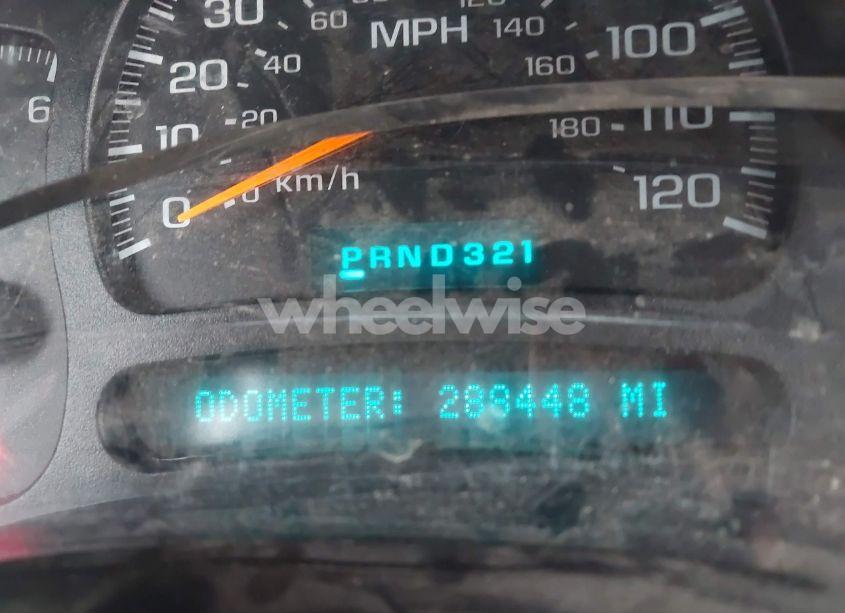 30 60 MPH 140 100
20 40 160
6 10 20 180 110
0 0 km/h 120
PRND321
wheelwise
ODOMETER: 289448 MI